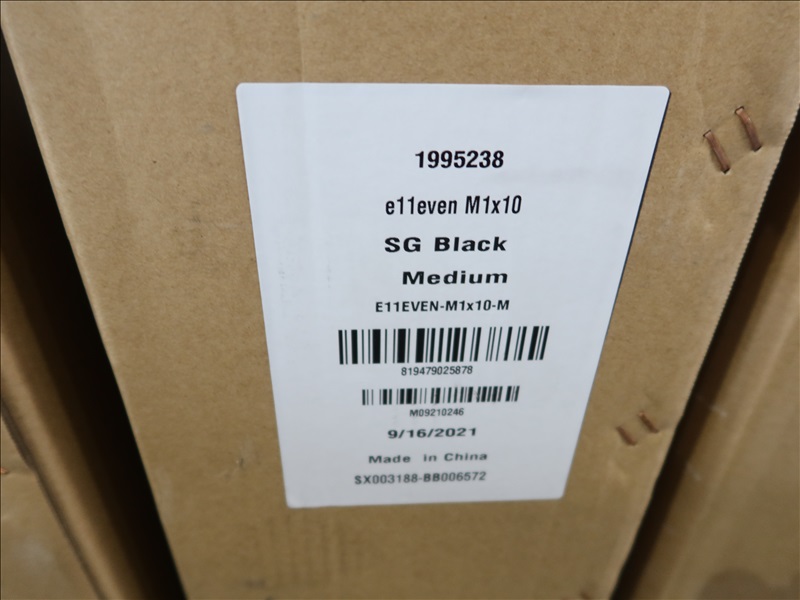 1995238
e11even M1x10
SG Black
Medium
E11EVEN-M1x10-M
819479025878
M09210246
9/16/2021
Made in China
SX003188-BB006572